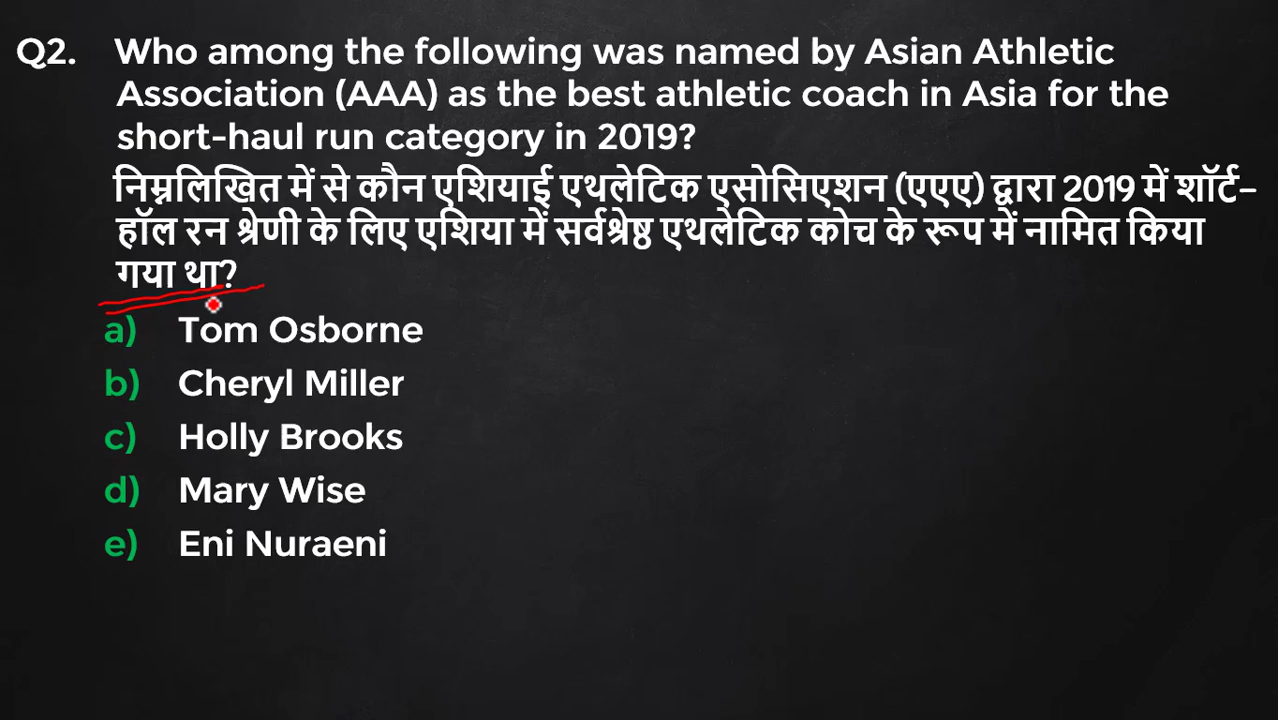 Q2. Who among the following was named by Asian Athletic
Association (AAA) as the best athletic coach in Asia for the
short-haul run category in 2019?
निम्नलिखित में से कौन एशियाई एथलेटिक एसोसिएशन (एएए) द्वारा 2019 में शॉर्ट-
हॉल रन श्रेणी के लिए एशिया में सर्वश्रेष्ठ एथलेटिक कोच के रूप में नामित किया
गया था?
a) Tom Osborne
b) Cheryl Miller
c) Holly Brooks
d) Mary Wise
e) Eni Nuraeni